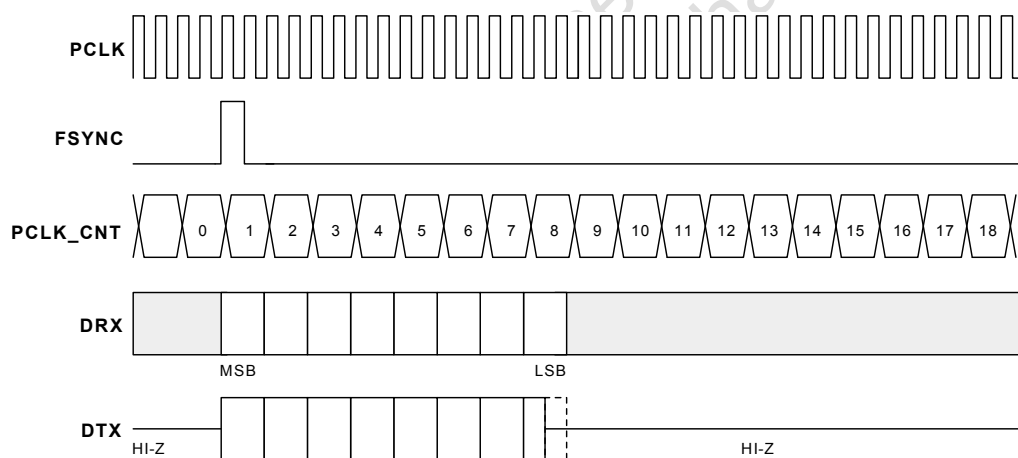 PCLK
FSYNC
PCLK_CNT 0 1 2 3 4 5 6 7 8 9 10 11 12 13 14 15 16 17 18
DRX
MSB LSB
DTX
HI-Z HI-Z